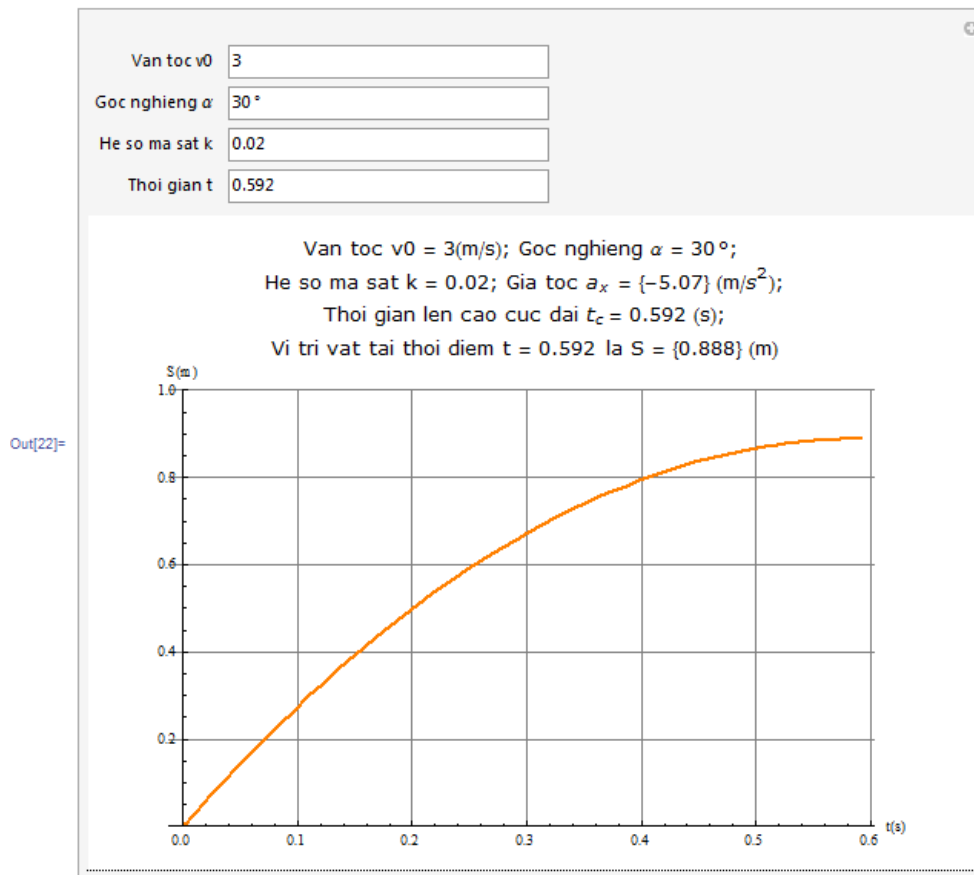 Van toc v0 3
Goc nghieng α 30 °
He so ma sat k 0.02
Thoi gian t 0.592
Van toc v0 = 3(m/s); Goc nghieng α = 30 °;
He so ma sat k = 0.02; Gia toc aₓ = {-5.07} (m/s²);
Thoi gian len cao cuc dai t_c = 0.592 (s);
Vi tri vat tai thoi diem t = 0.592 la S = {0.888} (m)
S(m)
1.0
0.8
Out[22]=
0.6
0.4
0.2
0.0 0.1 0.2 0.3 0.4 0.5 0.6 t(s)